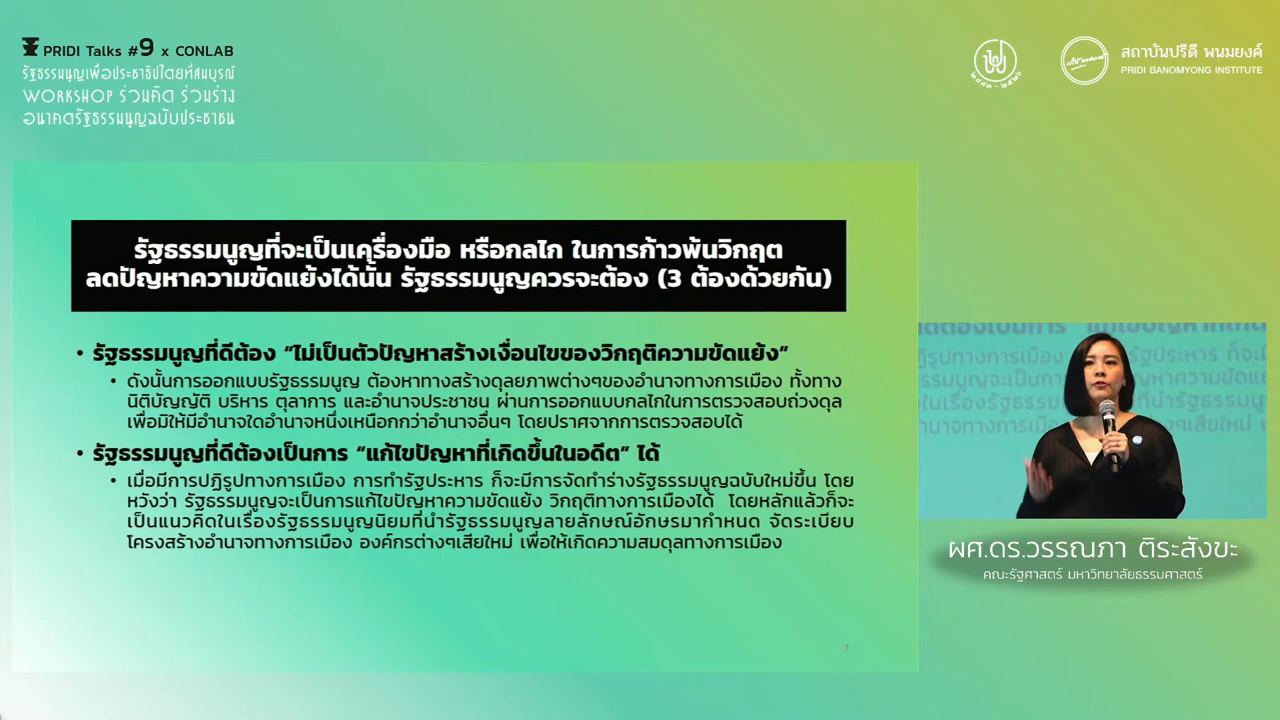 PRIDI Talks #9 x CONLAB
รัฐธรรมนูญเพื่อประชาธิปไตยที่สมบูรณ์
WORKSHOP ร่วมคิด ร่วมร่าง
อนาคตรัฐธรรมนูญฉบับประชาชน
๒๔๔๓ - ๒๕๒๖
สถาบันปรีดี พนมยงค์
PRIDI BANOMYONG INSTITUTE
รัฐธรรมนูญที่จะเป็นเครื่องมือ หรือกลไก ในการก้าวพ้นวิกฤต
ลดปัญหาความขัดแย้งได้นั้น รัฐธรรมนูญควรจะต้อง (3 ต้องด้วยกัน)
• รัฐธรรมนูญที่ดีต้อง “ไม่เป็นตัวปัญหาสร้างเงื่อนไขของวิกฤติความขัดแย้ง”
• ดังนั้นการออกแบบรัฐธรรมนูญ ต้องหาทางสร้างดุลยภาพต่างๆของอำนาจทางการเมือง ทั้งทาง
นิติบัญญัติ บริหาร ตุลาการ และอำนาจประชาชน ผ่านการออกแบบกลไกในการตรวจสอบถ่วงดุล
เพื่อมิให้มีอำนาจใดอำนาจหนึ่งเหนือกกว่าอำนาจอื่นๆ โดยปราศจากการตรวจสอบได้
• รัฐธรรมนูญที่ดีต้องเป็นการ “แก้ไขปัญหาที่เกิดขึ้นในอดีต” ได้
• เมื่อมีการปฏิรูปทางการเมือง การทำรัฐประหาร ก็จะมีการจัดทำร่างรัฐธรรมนูญฉบับใหม่ขึ้น โดย
หวังว่า รัฐธรรมนูญจะเป็นการแก้ไขปัญหาความขัดแย้ง วิกฤติทางการเมืองได้ โดยหลักแล้วก็จะ
เป็นแนวคิดในเรื่องรัฐธรรมนูญนิยมที่นำรัฐธรรมนูญลายลักษณ์อักษรมากำหนด จัดระเบียบ
โครงสร้างอำนาจทางการเมือง องค์กรต่างๆเสียใหม่ เพื่อให้เกิดความสมดุลทางการเมือง
7
ผศ.ดร.วรรณภา ติระสังขะ
คณะรัฐศาสตร์ มหาวิทยาลัยธรรมศาสตร์